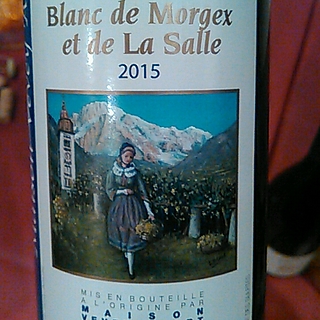 Blanc de Morgex
et de La Salle
2015
MIS EN BOUTEILLE
A L'ORIGINE PAR
MAISON